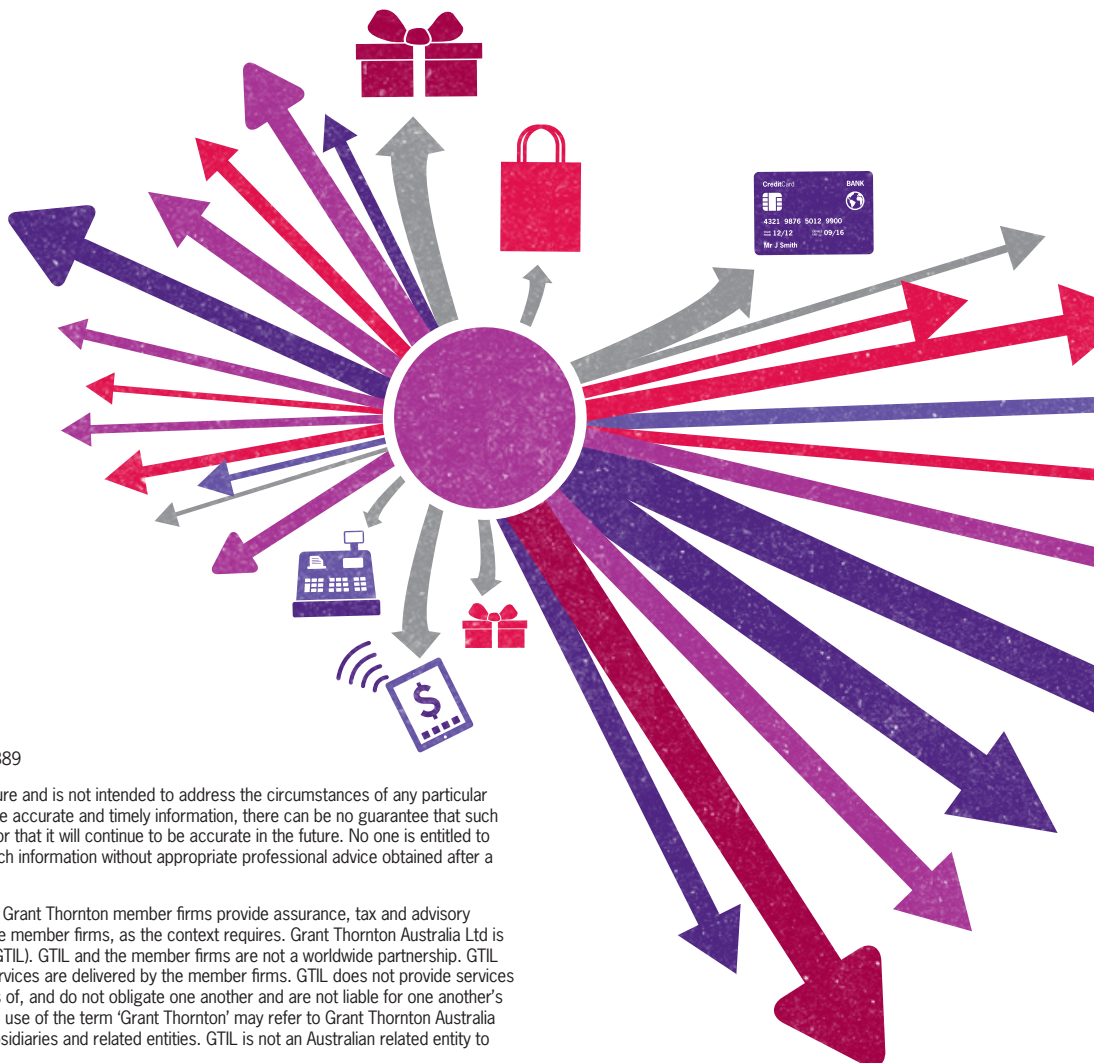 CreditCard BANK
4321 9876 5012 9900
12/12 09/16
Mr J Smith
$
389
ure and is not intended to address the circumstances of any particular
e accurate and timely information, there can be no guarantee that such
or that it will continue to be accurate in the future. No one is entitled to
ch information without appropriate professional advice obtained after a
Grant Thornton member firms provide assurance, tax and advisory
e member firms, as the context requires. Grant Thornton Australia Ltd is
GTIL). GTIL and the member firms are not a worldwide partnership. GTIL
rvices are delivered by the member firms. GTIL does not provide services
s of, and do not obligate one another and are not liable for one another's
use of the term 'Grant Thornton' may refer to Grant Thornton Australia
sidiaries and related entities. GTIL is not an Australian related entity to